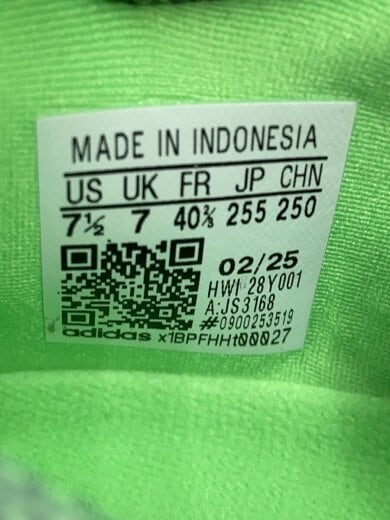 MADE IN INDONESIA
US UK FR JP CHN
7½ 7 40⅔ 255 250
02/25
HWI 28Y001
A:JS3168
#0900253519
adidas x1BPFHHt00027